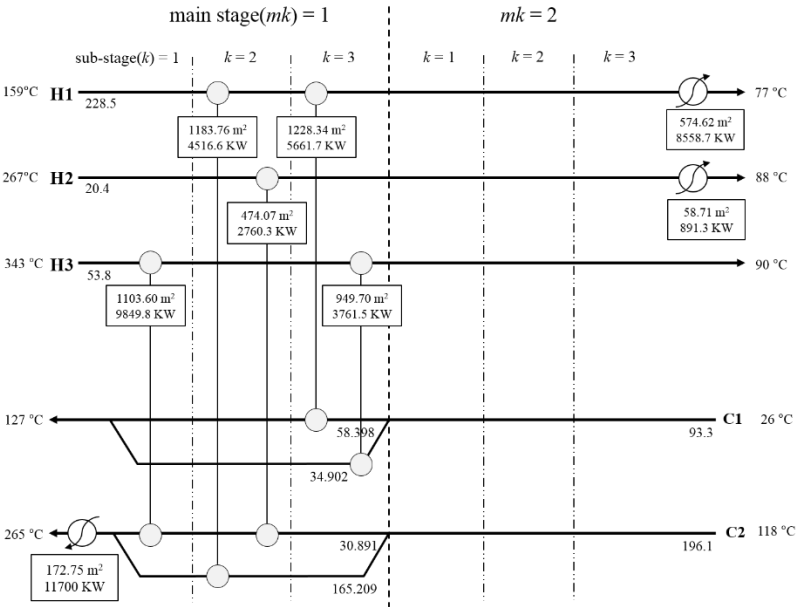 main stage(mk) = 1
mk = 2
sub-stage(k) = 1
k = 2
k = 3
k = 1
k = 2
k = 3
159°C H1
228.5
77 °C
1183.76 m²
4516.6 KW
1228.34 m²
5661.7 KW
574.62 m²
8558.7 KW
267°C H2
20.4
88 °C
474.07 m²
2760.3 KW
58.71 m²
891.3 KW
343 °C H3
53.8
90 °C
1103.60 m²
9849.8 KW
949.70 m²
3761.5 KW
127 °C
58.398
93.3
C1 26 °C
34.902
265 °C
30.891
196.1
C2 118 °C
172.75 m²
11700 KW
165.209